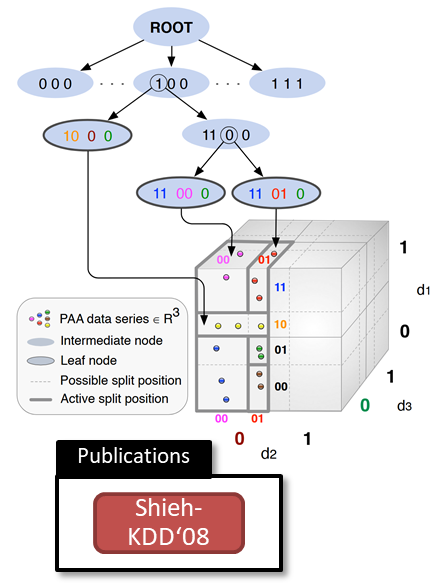 ROOT
0 0 0 · · · 1 0 0 · · · 1 1 1
10 0 0
11 0 0
11 00 0
11 01 0
00 01
1
11
d1
10
0
01
1
00
0
d3
00 01
0
1
d2
PAA data series ∈ R3
Intermediate node
Leaf node
Possible split position
Active split position
Publications
Shieh-
KDD‘08